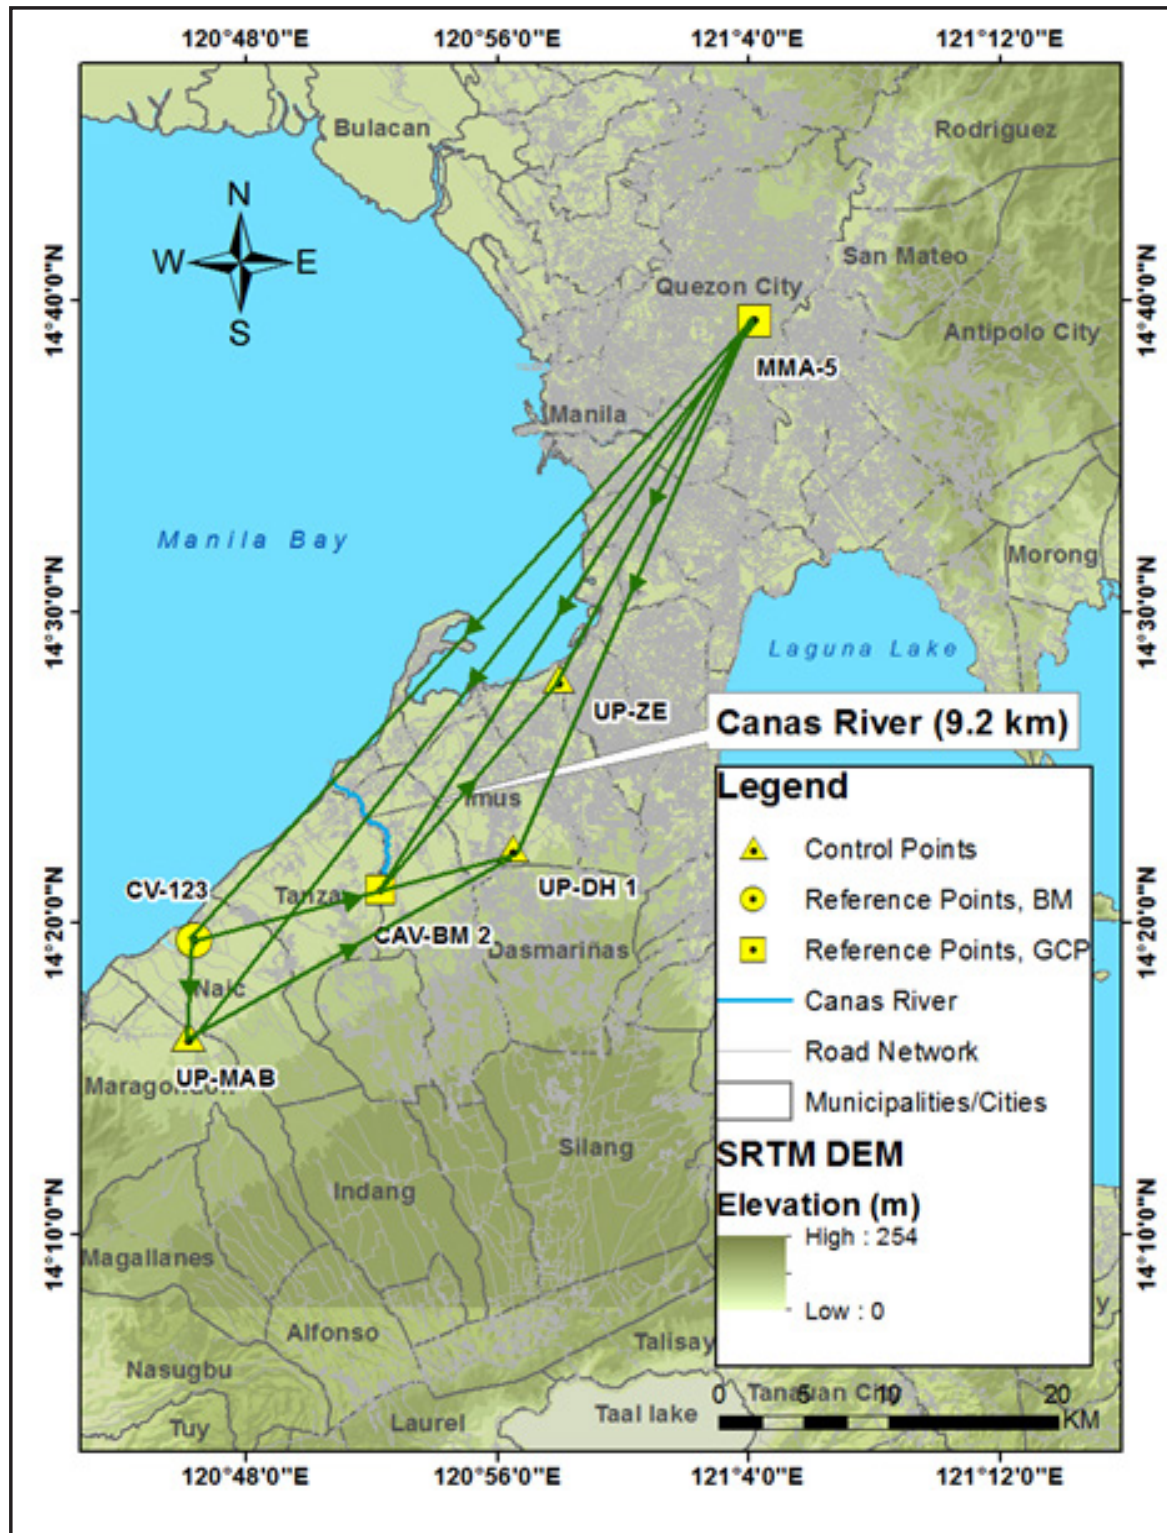 120°48'0"E 120°56'0"E 121°4'0"E 121°12'0"E
Bulacan
Rodriguez
N
W E
S
San Mateo
14°40'0"N
Quezon City
14°40'0"N
Antipolo City
MMA-5
Manila
Manila Bay
Morong
14°30'0"N
14°30'0"N
Laguna Lake
UP-ZE
Canas River (9.2 km)
Imus
Legend
Control Points
Reference Points, BM
Reference Points, GCP
Canas River
Road Network
Municipalities/Cities
SRTM DEM
Elevation (m)
High : 254
Low : 0
CV-123
Tanza
UP-DH 1
14°20'0"N
14°20'0"N
CAV-BM 2
Dasmariñas
Naic
UP-MAB
Maragondon
Silang
Indang
14°10'0"N
14°10'0"N
Magallanes
y
Alfonso
Talisay
Nasugbu
Tanauan City
0 5 10 20
KM
Taal lake
Tuy
Laurel
120°48'0"E 120°56'0"E 121°4'0"E 121°12'0"E